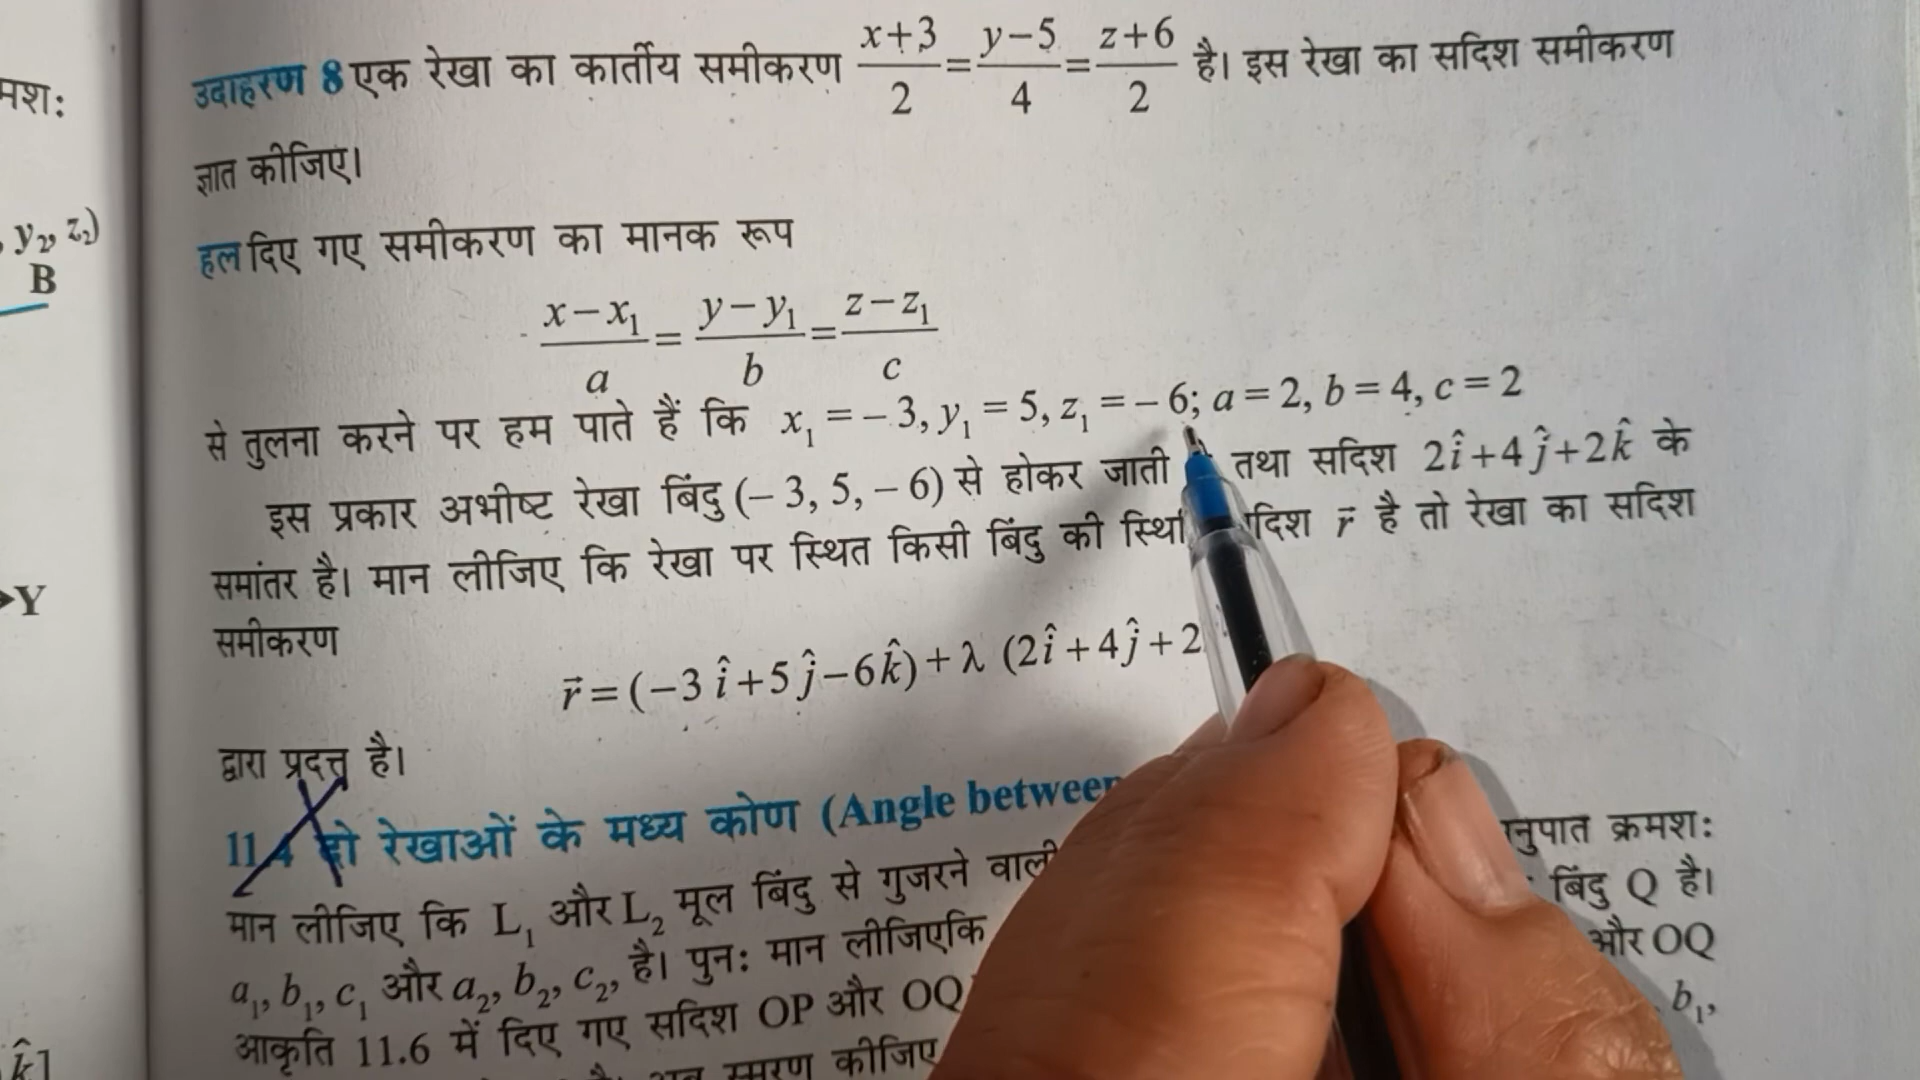 मशः
y₂, z₂)
B
Y
k̂]
उदाहरण 8 एक रेखा का कार्तीय समीकरण (x+3)/2 = (y−5)/4 = (z+6)/2 है। इस रेखा का सदिश समीकरण
ज्ञात कीजिए।
हल दिए गए समीकरण का मानक रूप
(x−x₁)/a = (y−y₁)/b = (z−z₁)/c
से तुलना करने पर हम पाते हैं कि x₁ = – 3, y₁ = 5, z₁ = – 6; a = 2, b = 4, c = 2
इस प्रकार अभीष्ट रेखा बिंदु (– 3, 5, – 6) से होकर जाती तथा सदिश 2î+4ĵ+2k̂ के
समांतर है। मान लीजिए कि रेखा पर स्थित किसी बिंदु की r⃗ है तो रेखा का सदिश
समीकरण
r⃗ = (−3î+5ĵ−6k̂) + λ (2î+4ĵ+2
द्वारा प्रदत्त है।
11.4 दो रेखाओं के मध्य कोण (Angle between
मान लीजिए कि L₁ और L₂ मूल बिंदु से गुजरने वाली नुपात क्रमशः
a₁, b₁, c₁ और a₂, b₂, c₂, है। पुनः मान लीजिएकि बिंदु Q है।
आकृति 11.6 में दिए गए सदिश OP और OQ और OQ
स्मरण कीजिए b₁,